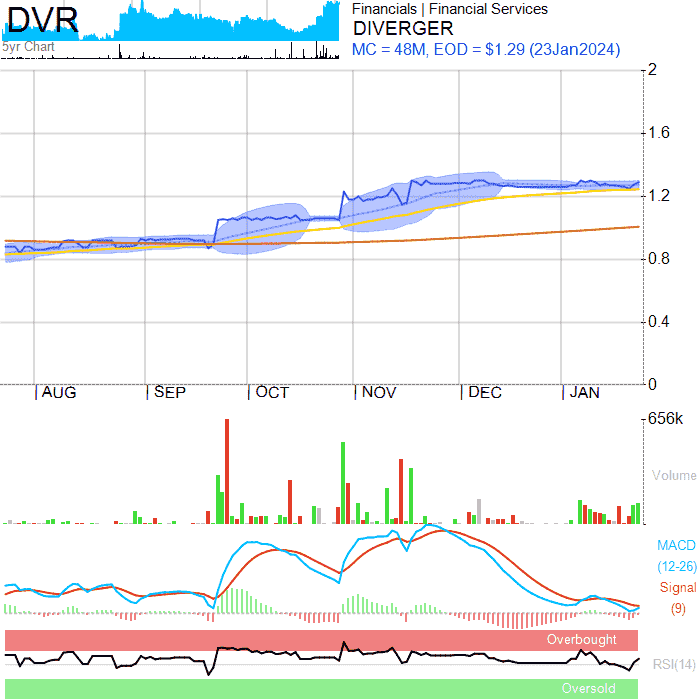 DVR
5yr Chart
Financials | Financial Services
DIVERGER
MC = 48M, EOD = $1.29 (23Jan2024)
2
1.6
1.2
0.8
0.4
0
| AUG | SEP | OCT | NOV | DEC | JAN
656k
Volume
MACD
(12-26)
Signal
(9)
Overbought
RSI(14)
Oversold